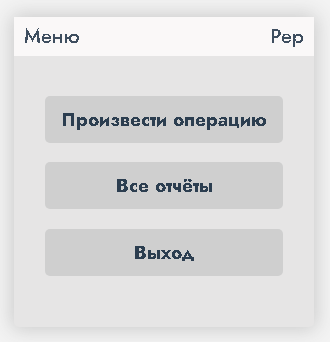 Меню Рер
Произвести операцию
Все отчёты
Выход